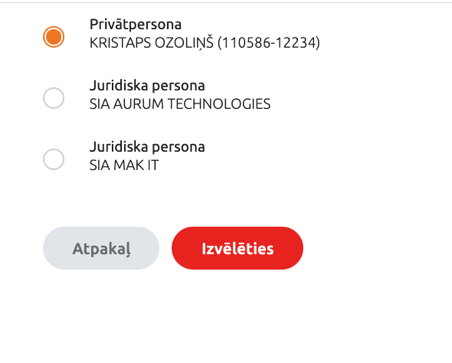 Privātpersona
KRISTAPS OZOLIŅŠ (110586-12234)
Juridiska persona
SIA AURUM TECHNOLOGIES
Juridiska persona
SIA MAK IT
Atpakaļ Izvēlēties